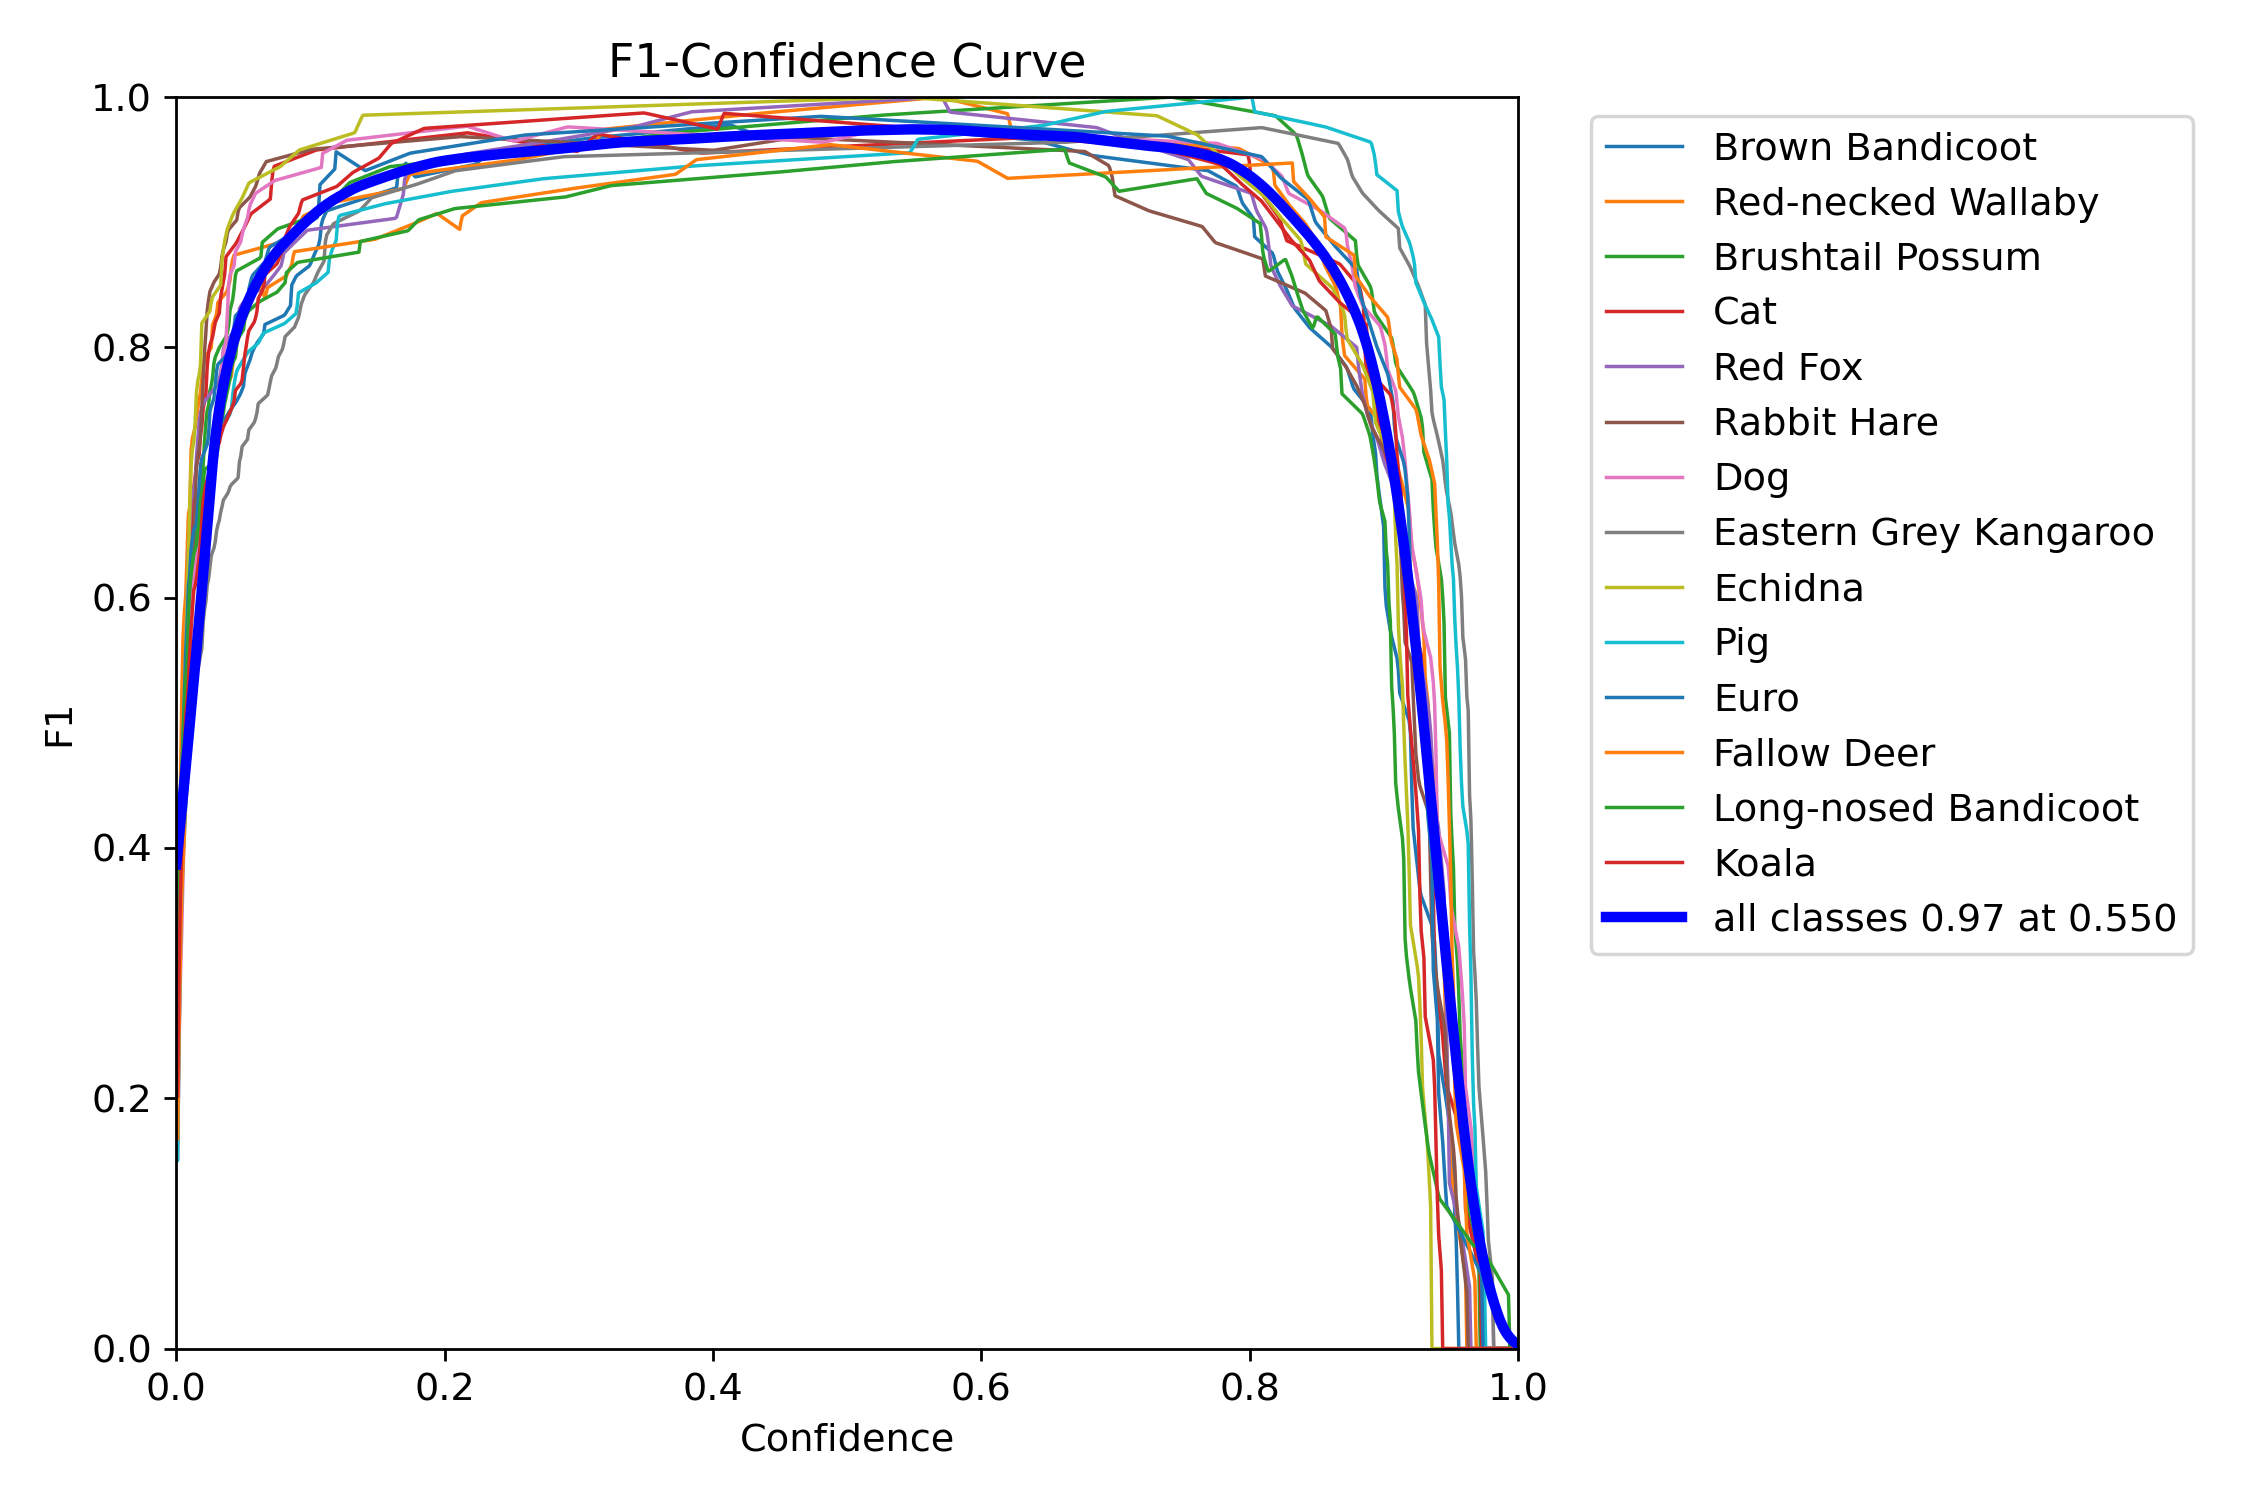 F1-Confidence Curve
1.0
0.8
0.6
0.4
0.2
0.0
F1
0.0 0.2 0.4 0.6 0.8 1.0
Confidence
Brown Bandicoot
Red-necked Wallaby
Brushtail Possum
Cat
Red Fox
Rabbit Hare
Dog
Eastern Grey Kangaroo
Echidna
Pig
Euro
Fallow Deer
Long-nosed Bandicoot
Koala
all classes 0.97 at 0.550